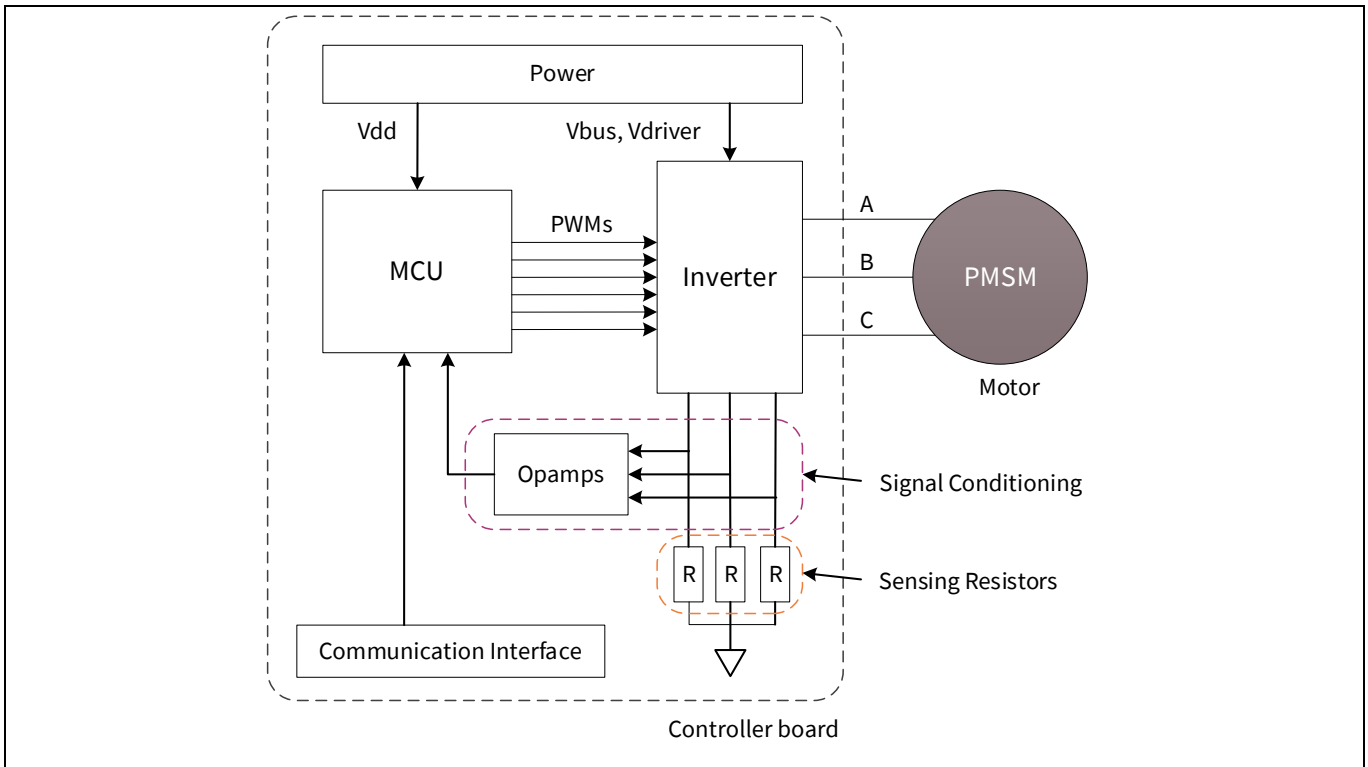 Power
Vdd
Vbus, Vdriver
PWMs
MCU
Inverter
A
B
C
PMSM
Motor
Opamps
Signal Conditioning
R R R
Sensing Resistors
Communication Interface
Controller board